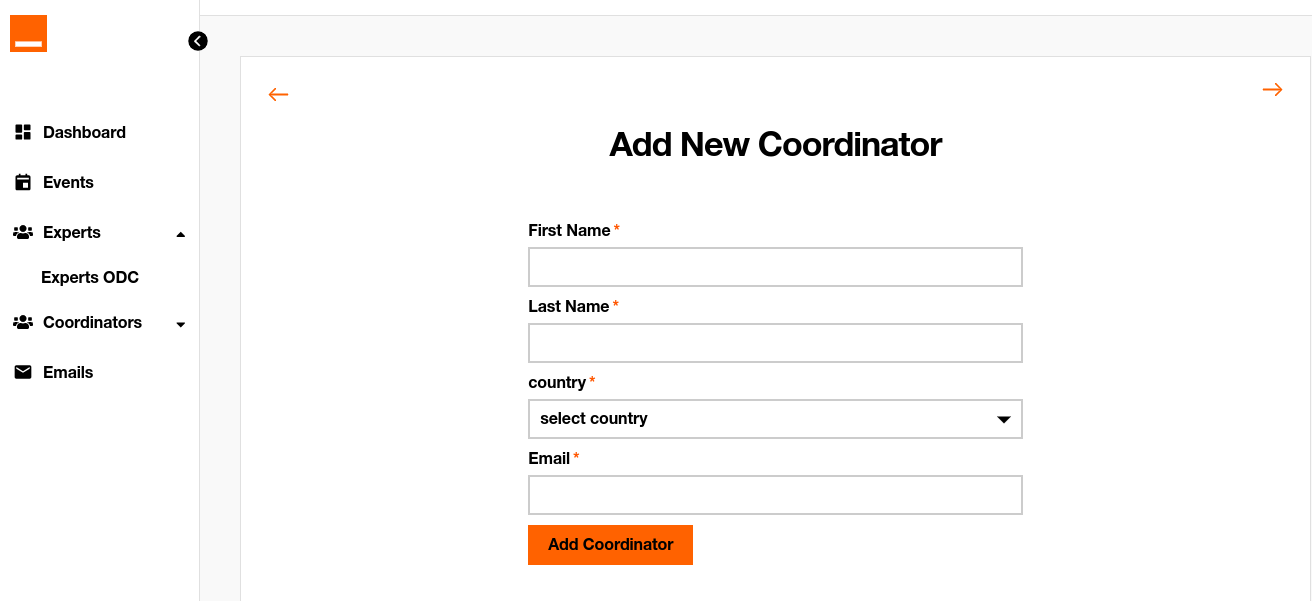 Dashboard
Events
Experts
Experts ODC
Coordinators
Emails
Add New Coordinator
First Name *
Last Name *
country *
select country
Email *
Add Coordinator